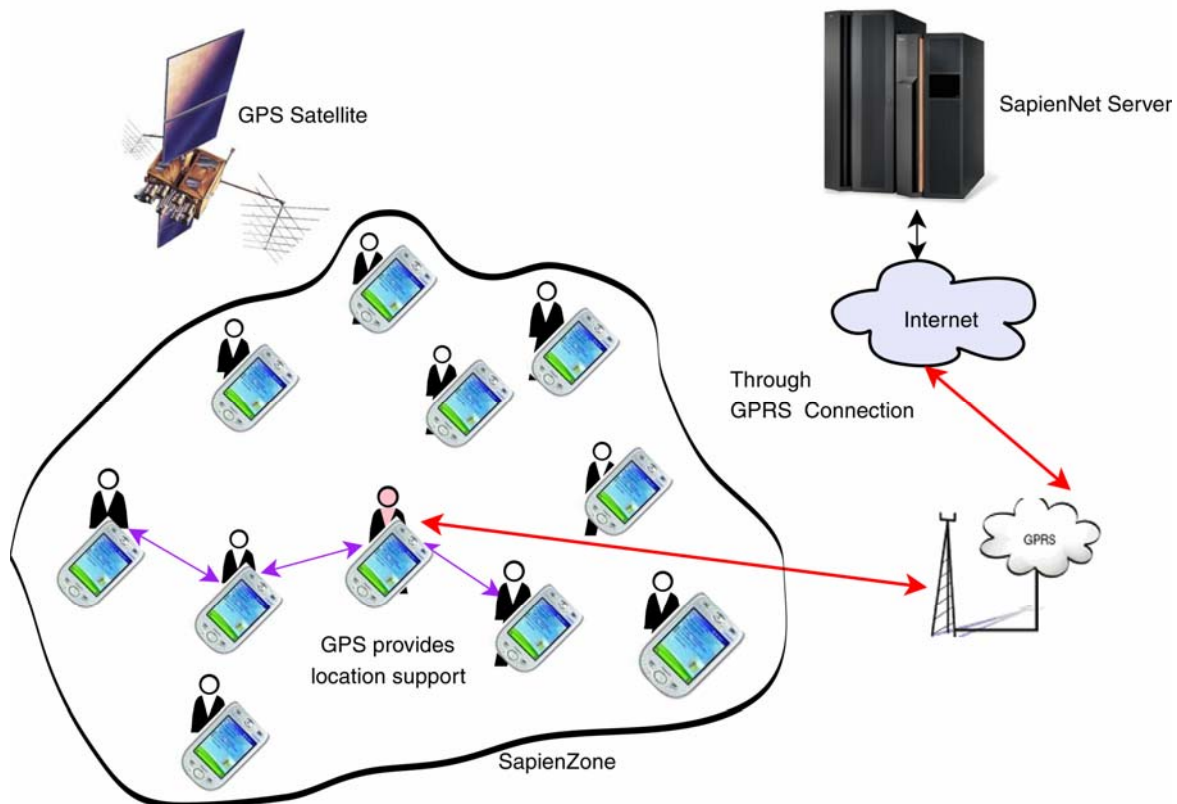 GPS Satellite
SapienNet Server
Internet
Through
GPRS Connection
GPRS
GPS provides
location support
SapienZone